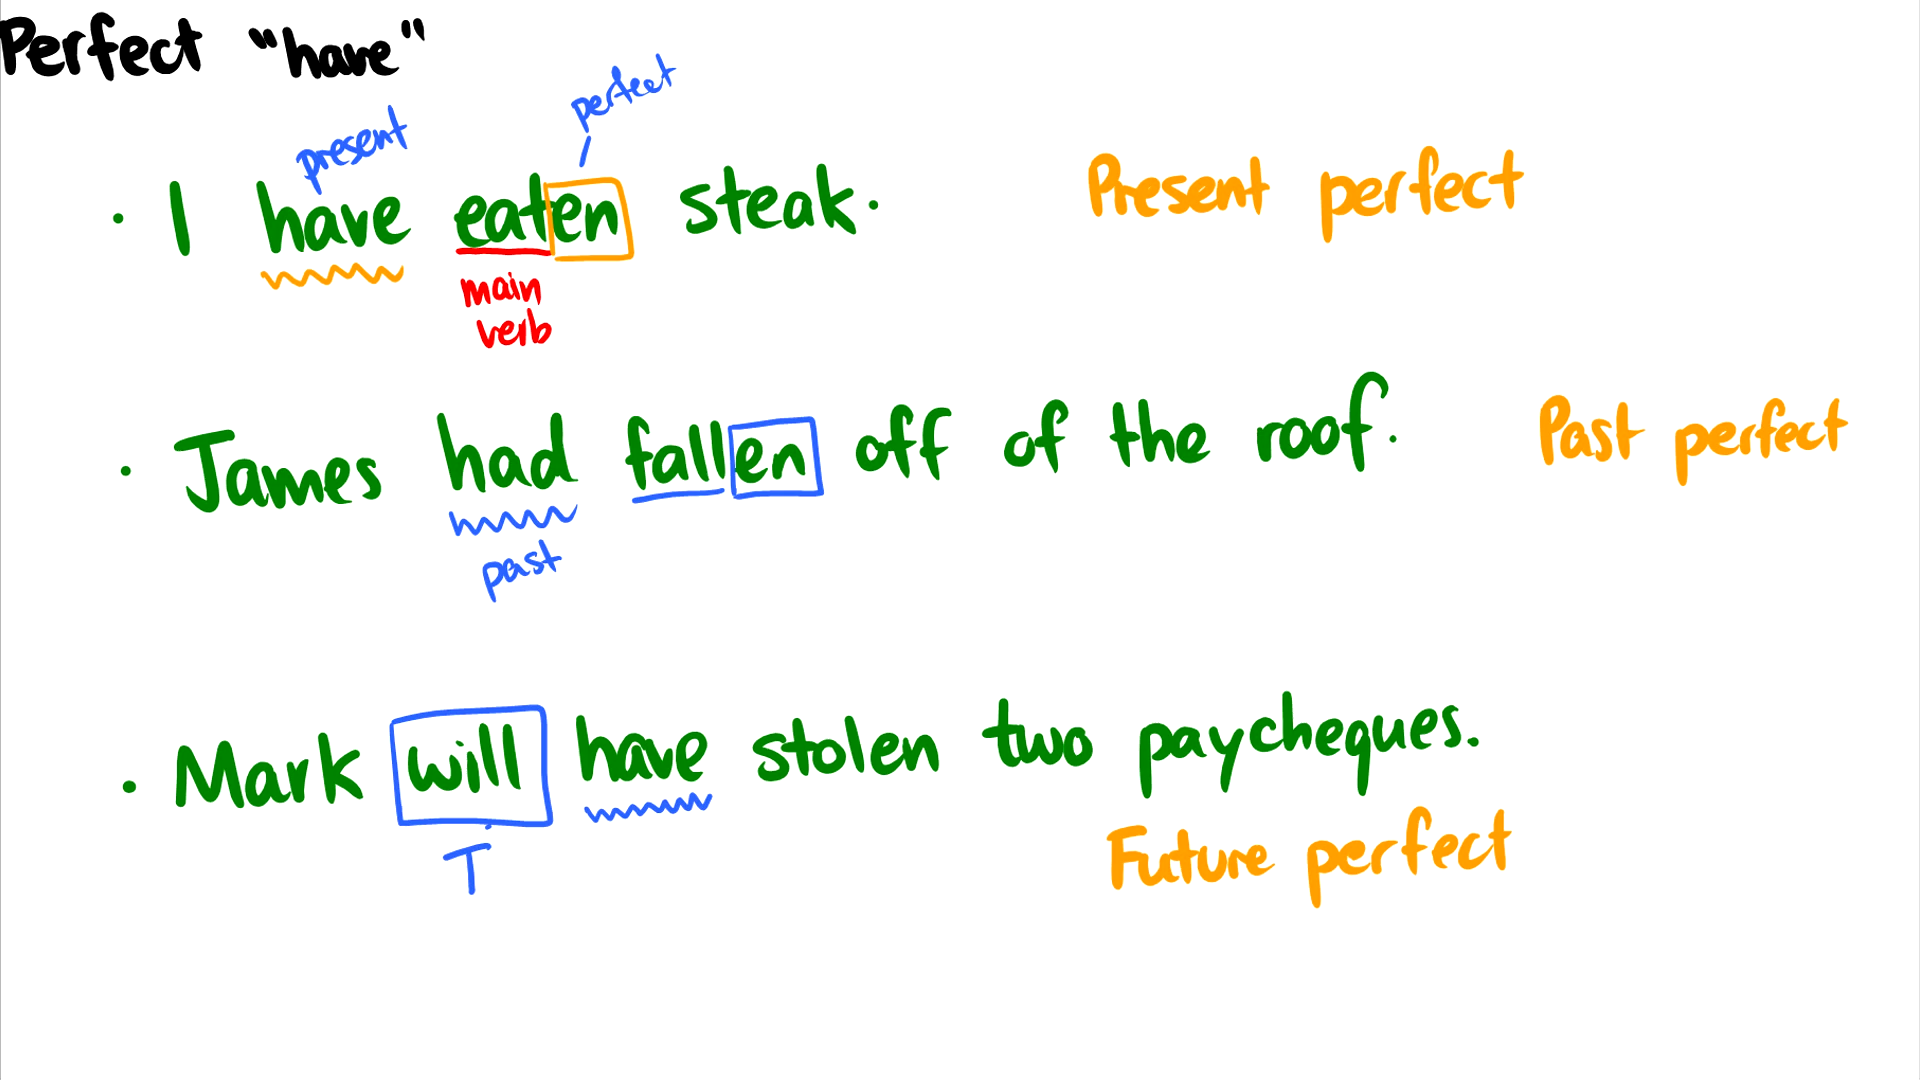 Perfect "have"
present
perfect
• I have eaten steak.
Present perfect
main
verb
• James had fallen off of the roof.
Past perfect
past
• Mark will have stolen two paycheques.
T
Future perfect